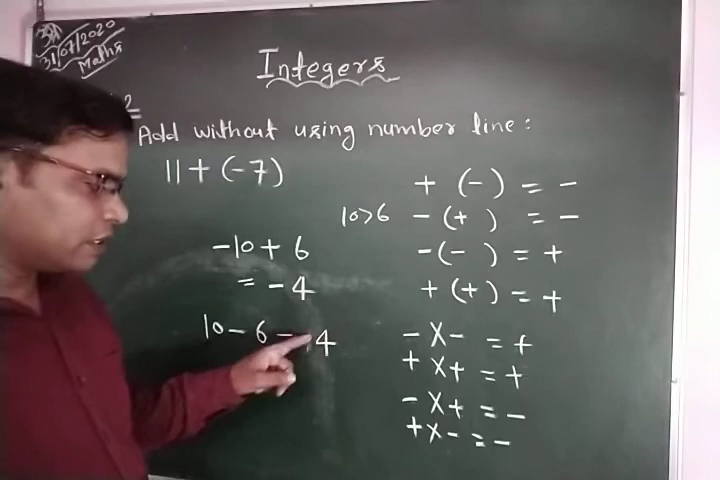 31/07/2020
Maths
Integers
2
Add without using number line:
11 + (-7)
-10 + 6
= -4
10 - 6 - 4
+ (-) = -
10>6 - (+ ) = -
-(- ) = +
+ (+) = +
- X - = +
+ X + = +
- X + = -
+ X - = -